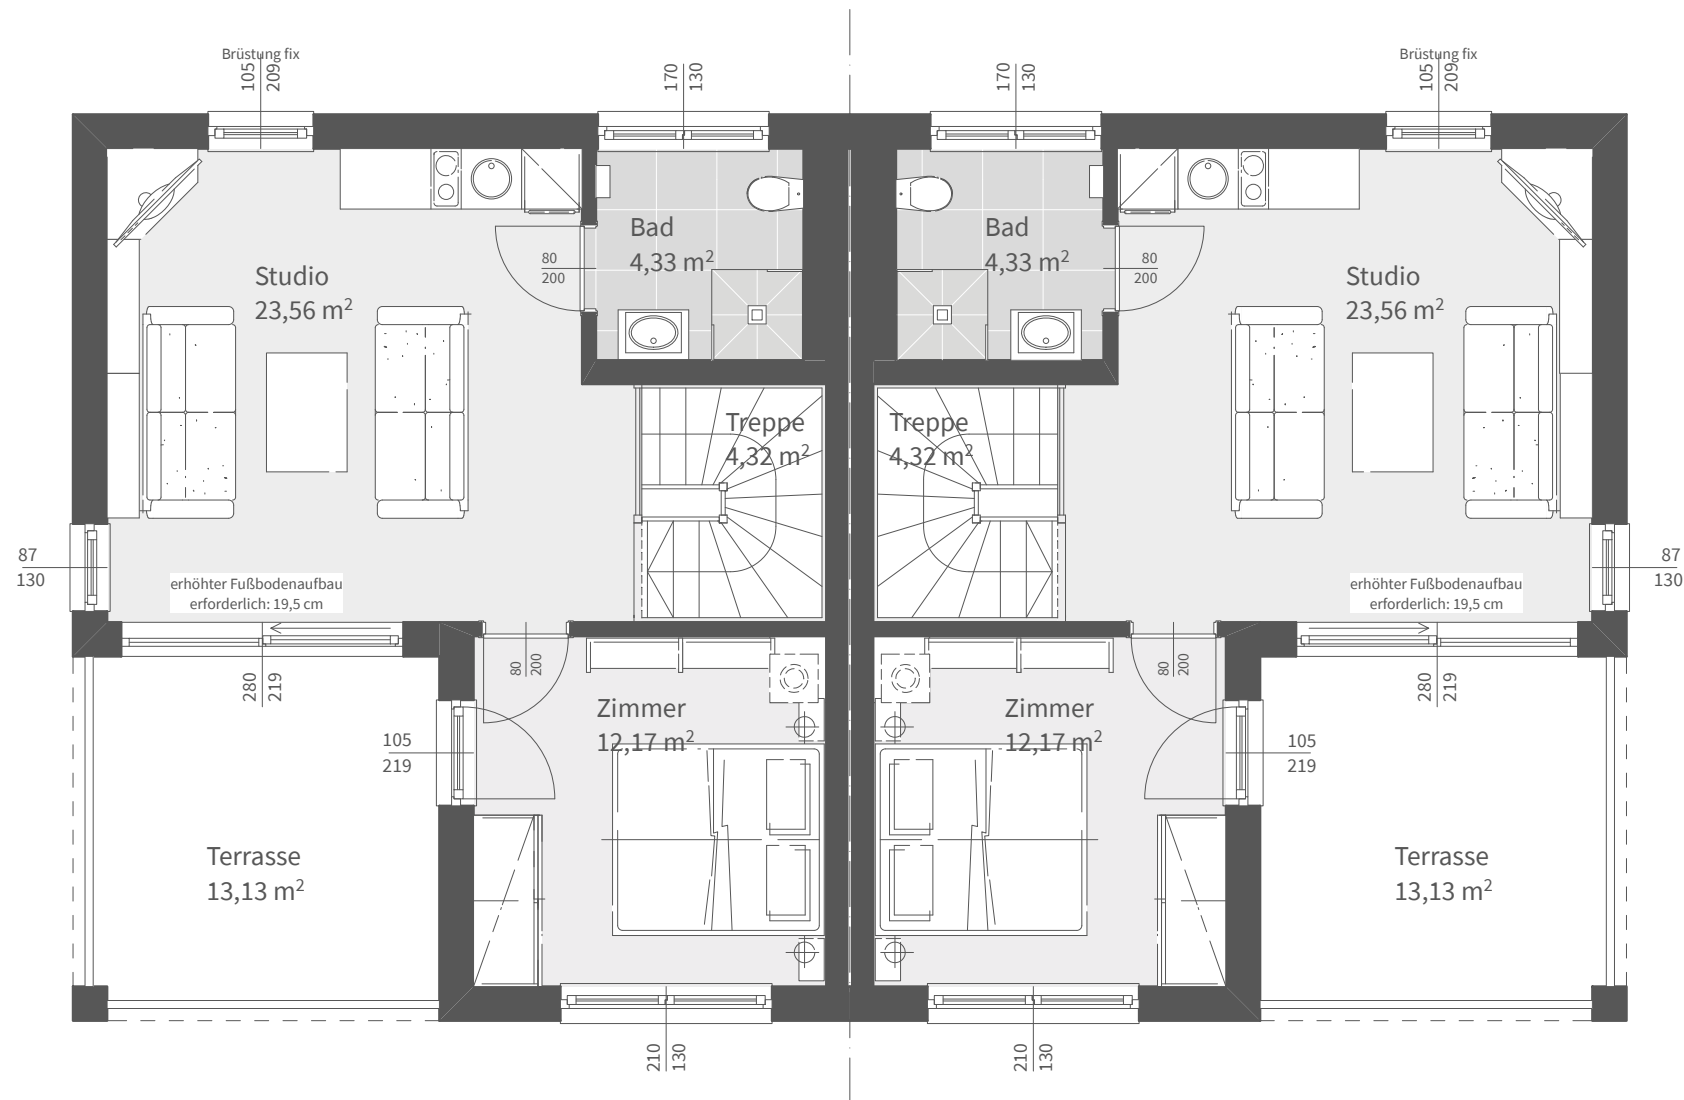 Brüstung fix
105
209
170
130
170
130
Brüstung fix
105
209
Bad
4,33 m²
80
200
Bad
4,33 m²
80
200
Studio
23,56 m²
Studio
23,56 m²
Treppe
4,32 m²
Treppe
4,32 m²
87
130
erhöhter Fußbodenaufbau
erforderlich: 19,5 cm
erhöhter Fußbodenaufbau
erforderlich: 19,5 cm
87
130
280
219
80
200
80
200
280
219
Zimmer
12,17 m²
Zimmer
12,17 m²
105
219
105
219
Terrasse
13,13 m²
Terrasse
13,13 m²
210
130
210
130